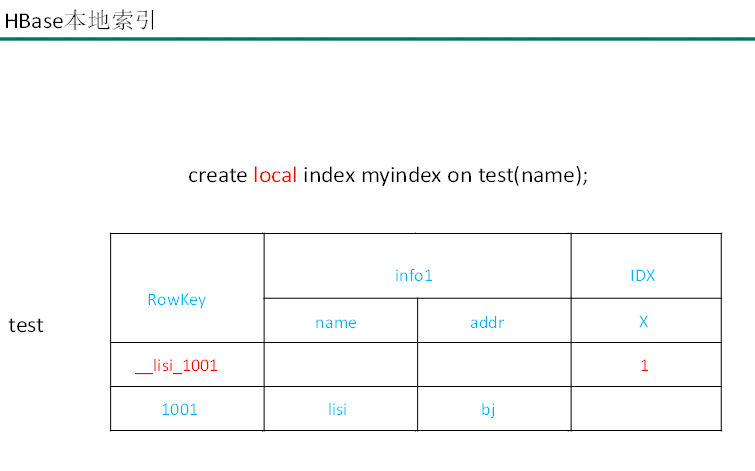 HBase本地索引
create local index myindex on test(name);
test
RowKey info1 IDX
name addr X
__lisi_1001 1
1001 lisi bj